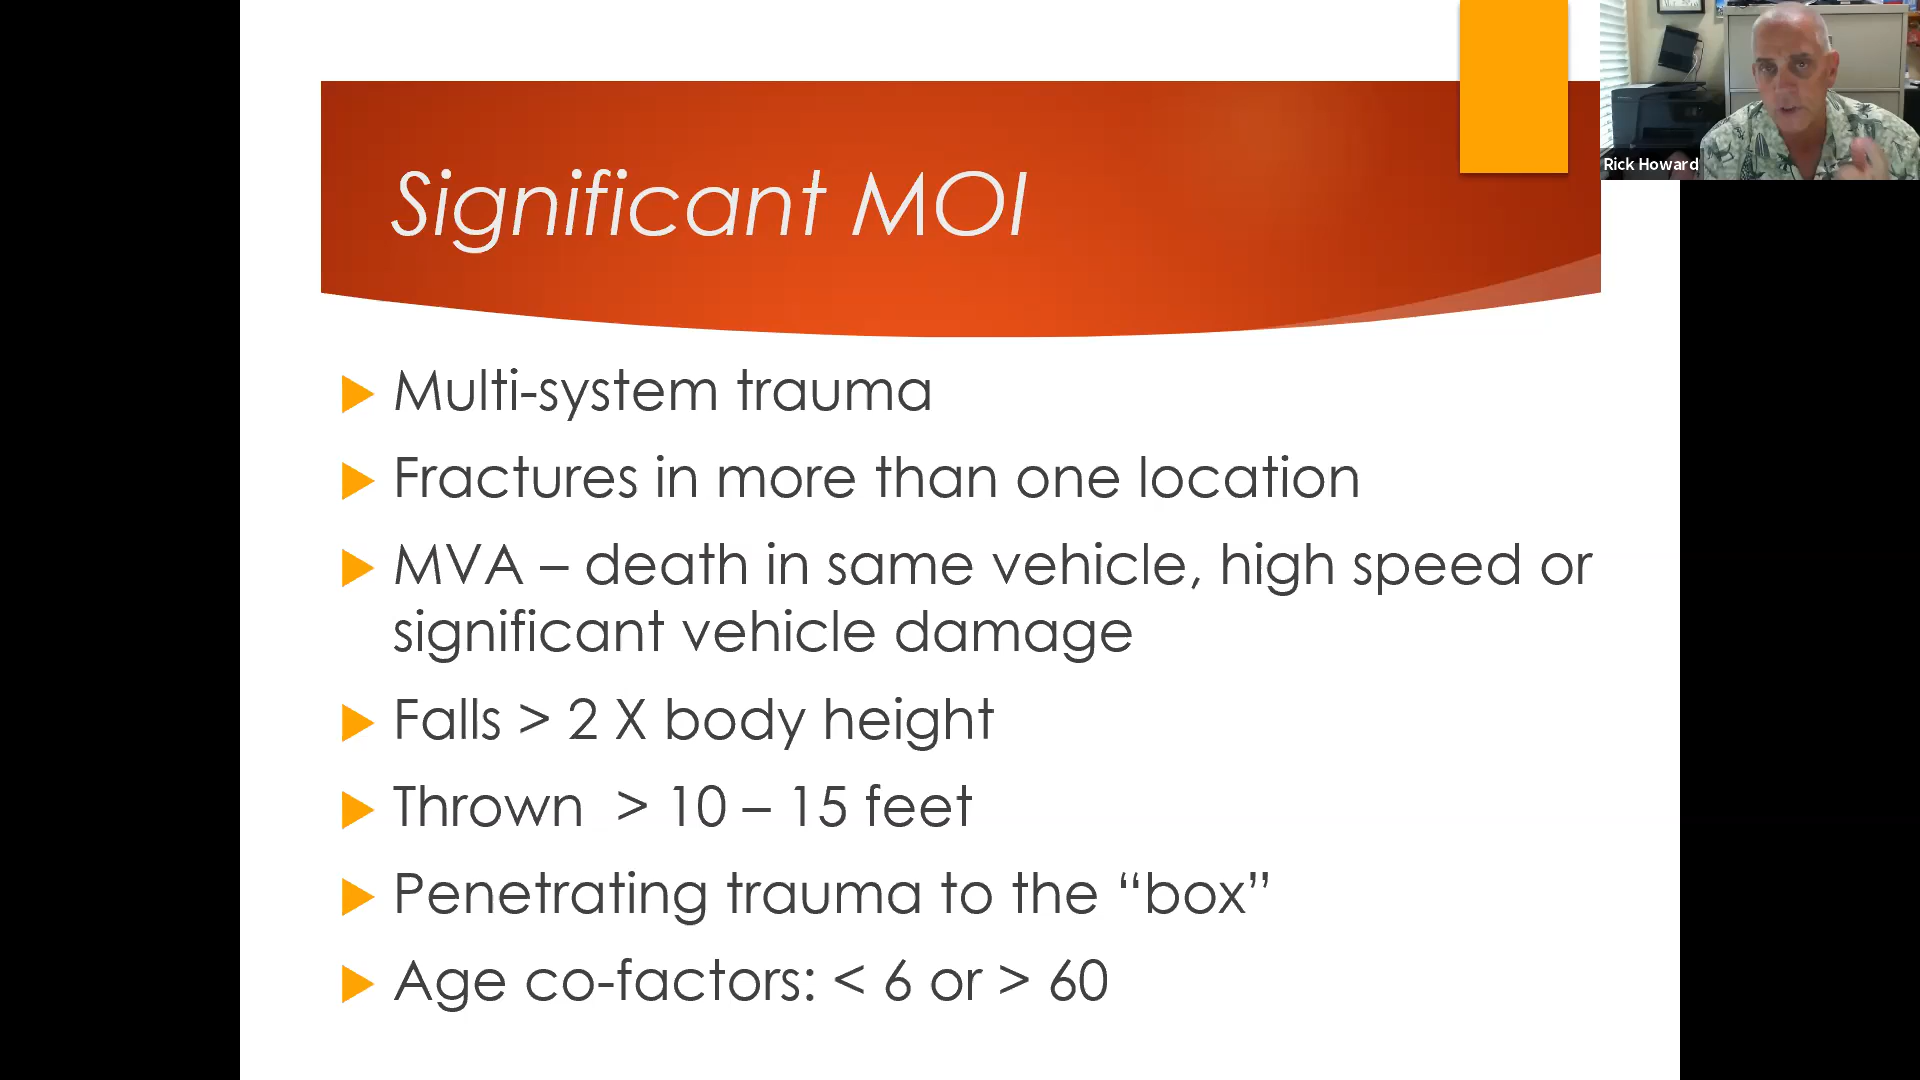 Significant MOI
Rick Howard
Multi-system trauma
Fractures in more than one location
MVA – death in same vehicle, high speed or
significant vehicle damage
Falls > 2 X body height
Thrown  > 10 – 15 feet
Penetrating trauma to the “box”
Age co-factors: < 6 or > 60